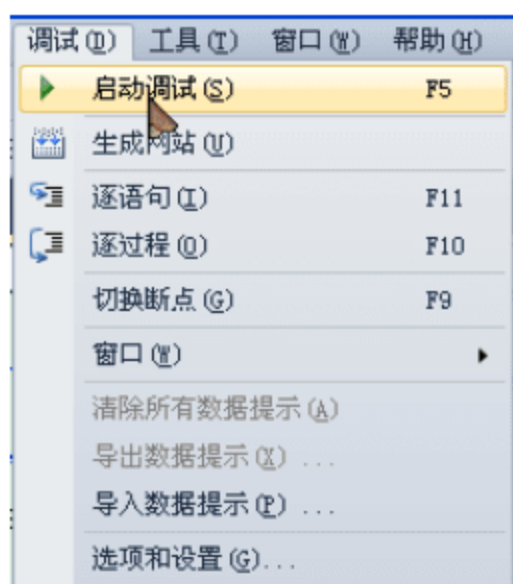 调试(D) 工具(T) 窗口(W) 帮助(H)
启动调试(S) F5
生成网站(U)
逐语句(I) F11
逐过程(O) F10
切换断点(G) F9
窗口(W)
清除所有数据提示(A)
导出数据提示(X) ...
导入数据提示(P) ...
选项和设置(G)...